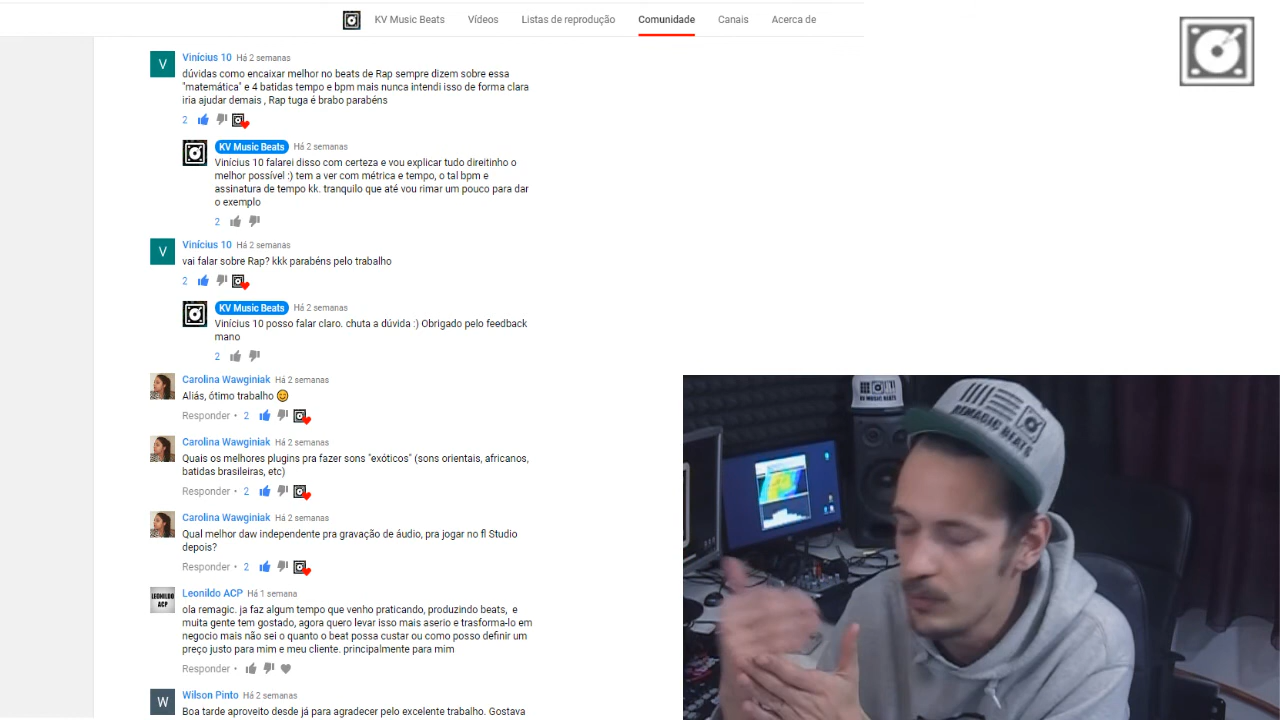 KV Music Beats Vídeos Listas de reprodução Comunidade Canais Acerca de
Vinícius 10 Há 2 semanas
dúvidas como encaixar melhor no beats de Rap sempre dizem sobre essa
"matemática" e 4 batidas tempo e bpm mais nunca intendi isso de forma clara
iria ajudar demais , Rap tuga é brabo parabéns
2
KV Music Beats Há 2 semanas
Vinícius 10 falarei disso com certeza e vou explicar tudo direitinho o
melhor possível :) tem a ver com métrica e tempo, o tal bpm e
assinatura de tempo kk. tranquilo que até vou rimar um pouco para dar
o exemplo
2
Vinícius 10 Há 2 semanas
vai falar sobre Rap? kkk parabéns pelo trabalho
2
KV Music Beats Há 2 semanas
Vinícius 10 posso falar claro. chuta a dúvida :) Obrigado pelo feedback
mano
2
Carolina Wawginiak Há 2 semanas
Aliás, ótimo trabalho 😊
Responder • 2
Carolina Wawginiak Há 2 semanas
Quais os melhores plugins pra fazer sons "exóticos" (sons orientais, africanos,
batidas brasileiras, etc)
Responder • 2
Carolina Wawginiak Há 2 semanas
Qual melhor daw independente pra gravação de áudio, pra jogar no fl Studio
depois?
Responder • 2
LEONILDO
ACP
Leonildo ACP Há 1 semana
ola remagic. ja faz algum tempo que venho praticando, produzindo beats, e
muita gente tem gostado, agora quero levar isso mais aserio e trasforma-lo em
negocio mais não sei o quanto o beat possa custar ou como posso definir um
preço justo para mim e meu cliente. principalmente para mim
Responder •
Wilson Pinto Há 2 semanas
Boa tarde aproveito desde já para agradecer pelo excelente trabalho. Gostava
V
V
W
KV MUSIC BEATS
REMAGIC BEATS